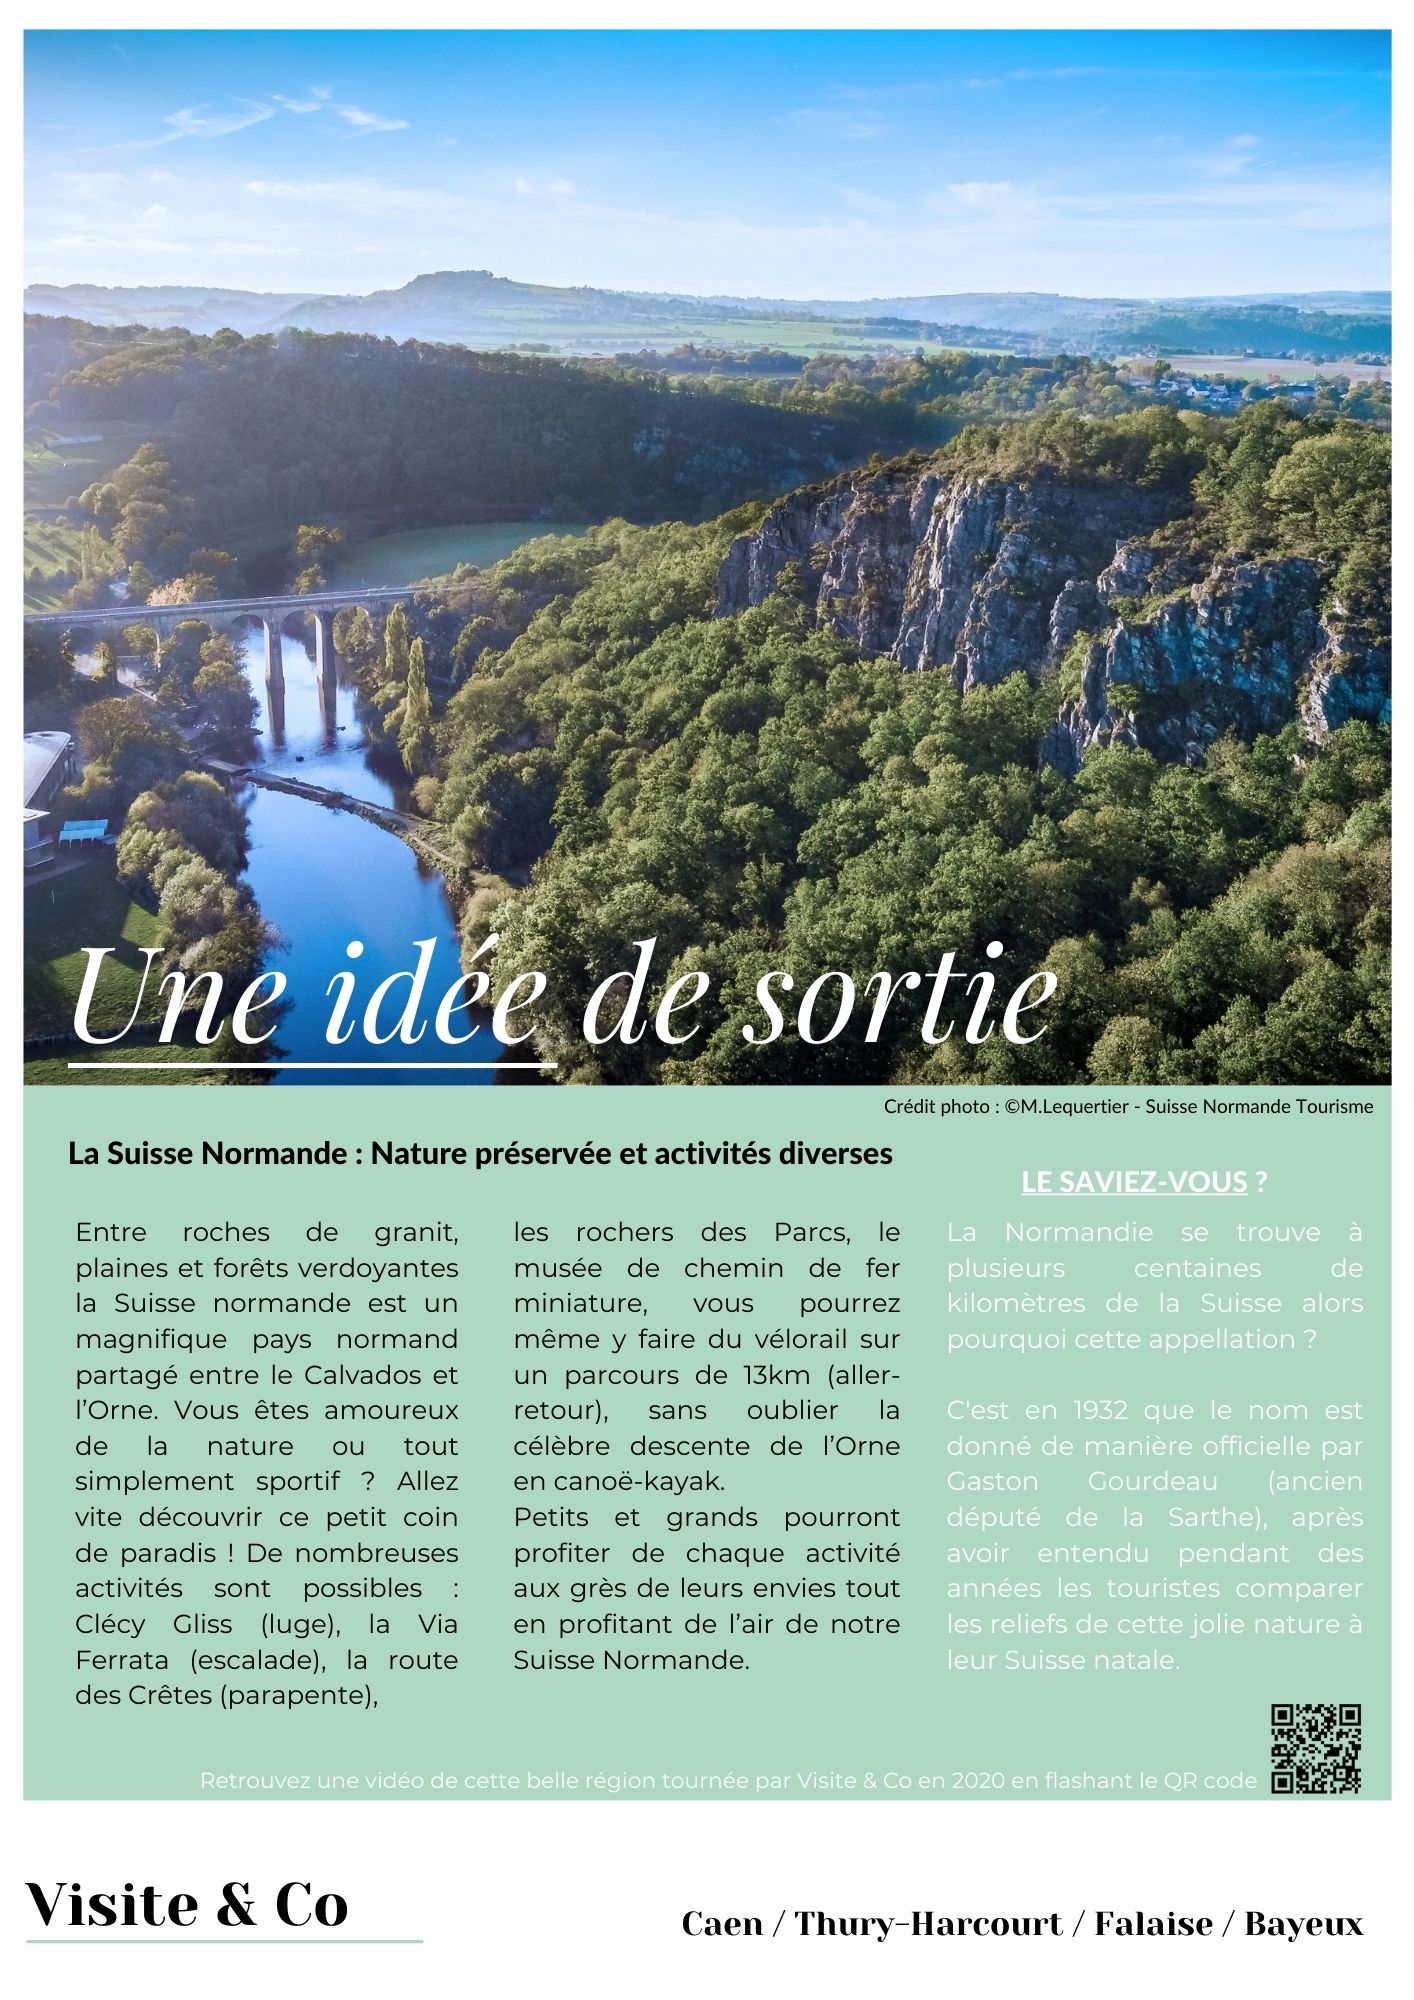 Une idée de sortie
Crédit photo : ©M.Lequertier - Suisse Normande Tourisme
La Suisse Normande : Nature préservée et activités diverses
Entre roches de granit,
plaines et forêts verdoyantes
la Suisse normande est un
magnifique pays normand
partagé entre le Calvados et
l’Orne. Vous êtes amoureux
de la nature ou tout
simplement sportif ? Allez
vite découvrir ce petit coin
de paradis ! De nombreuses
activités sont possibles :
Clécy Gliss (luge), la Via
Ferrata (escalade), la route
des Crêtes (parapente),
les rochers des Parcs, le
musée de chemin de fer
miniature, vous pourrez
même y faire du vélorail sur
un parcours de 13km (aller-
retour), sans oublier la
célèbre descente de l’Orne
en canoë-kayak.
Petits et grands pourront
profiter de chaque activité
aux grès de leurs envies tout
en profitant de l’air de notre
Suisse Normande.
LE SAVIEZ-VOUS ?
La Normandie se trouve à
plusieurs centaines de
kilomètres de la Suisse alors
pourquoi cette appellation ?
C'est en 1932 que le nom est
donné de manière officielle par
Gaston Gourdeau (ancien
député de la Sarthe), après
avoir entendu pendant des
années les touristes comparer
les reliefs de cette jolie nature à
leur Suisse natale.
Retrouvez une vidéo de cette belle région tournée par Visite & Co en 2020 en flashant le QR code
Visite & Co
Caen / Thury-Harcourt / Falaise / Bayeux